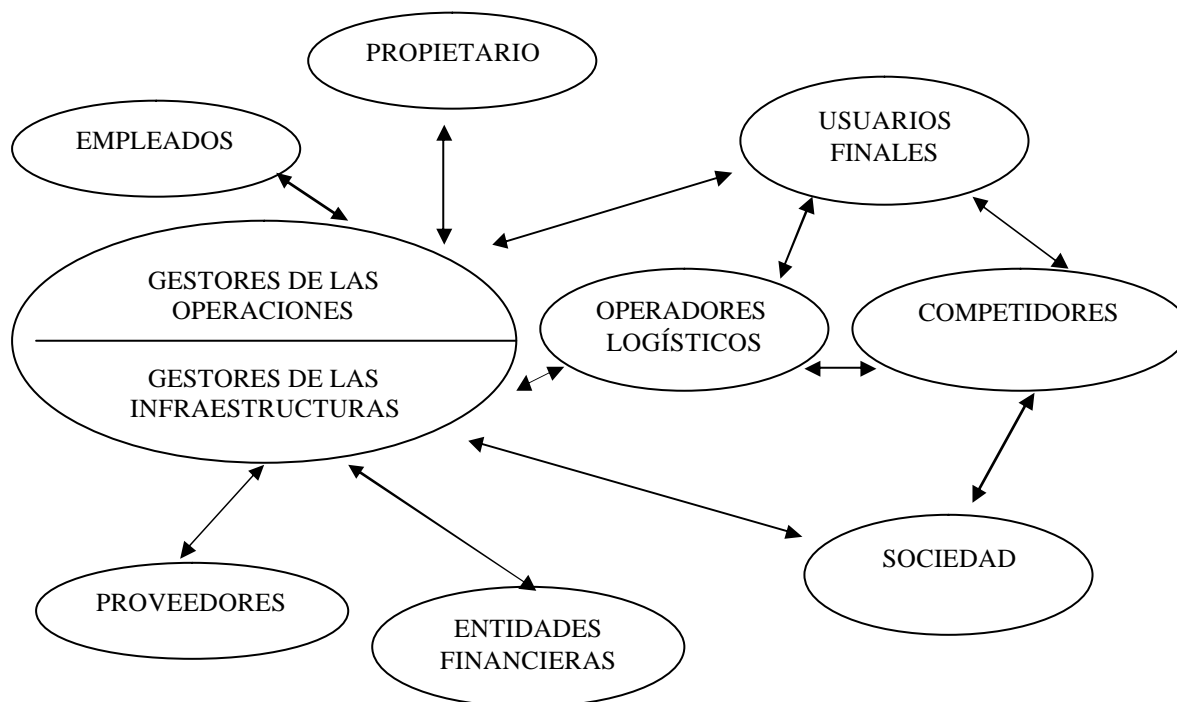 PROPIETARIO
EMPLEADOS
USUARIOS
FINALES
GESTORES DE LAS
OPERACIONES
OPERADORES
LOGÍSTICOS
COMPETIDORES
GESTORES DE LAS
INFRAESTRUCTURAS
SOCIEDAD
PROVEEDORES
ENTIDADES
FINANCIERAS